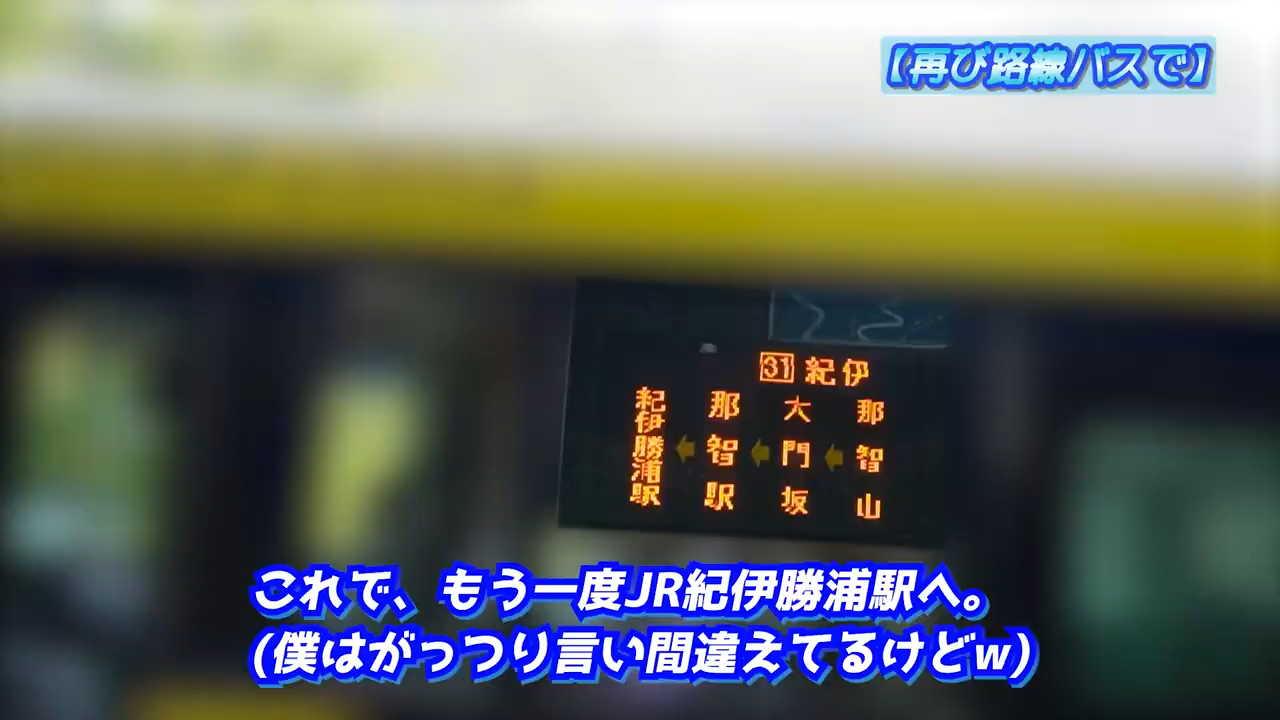 【再び路線バスで】
31 紀伊
那智山
大門坂
那智駅
紀伊勝浦駅
これで、もう一度JR紀伊勝浦駅へ。
(僕はがっつり言い間違えてるけどw)